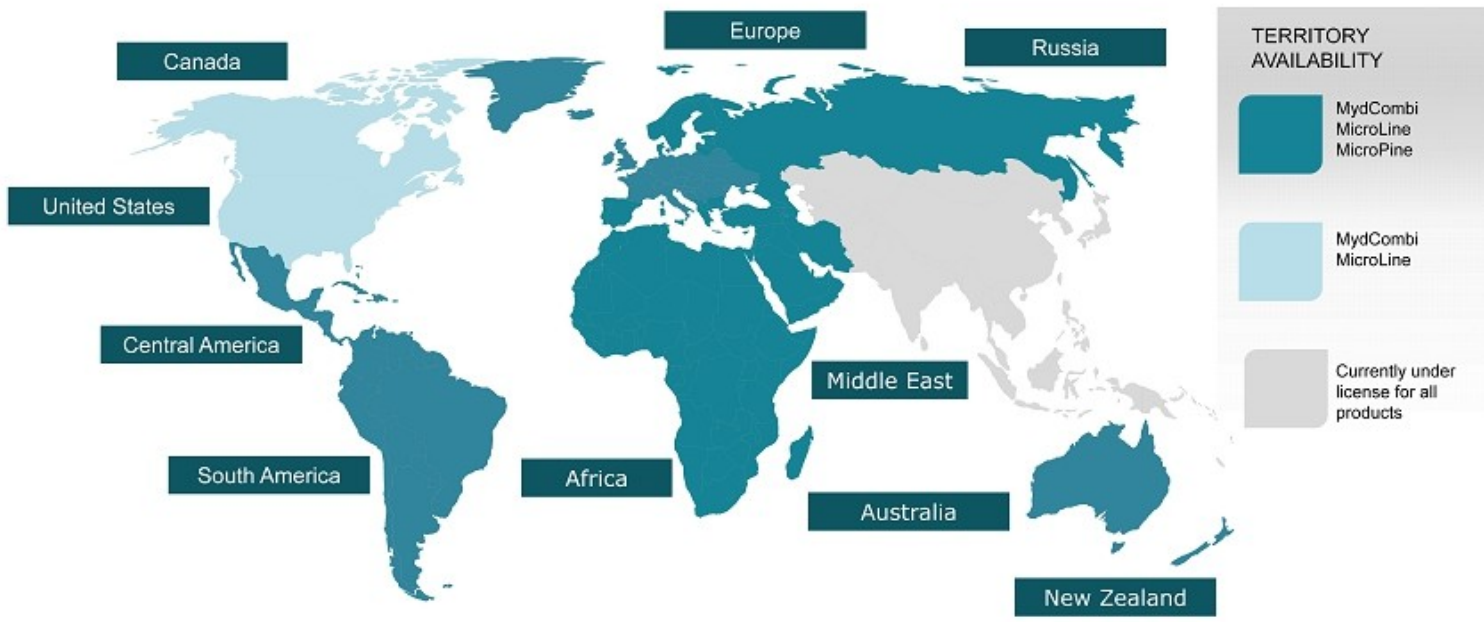 Europe
Russia
Canada
United States
Central America
Middle East
South America
Africa
Australia
New Zealand
TERRITORY
AVAILABILITY
MydCombi
MicroLine
MicroPine
MydCombi
MicroLine
Currently under
license for all
products